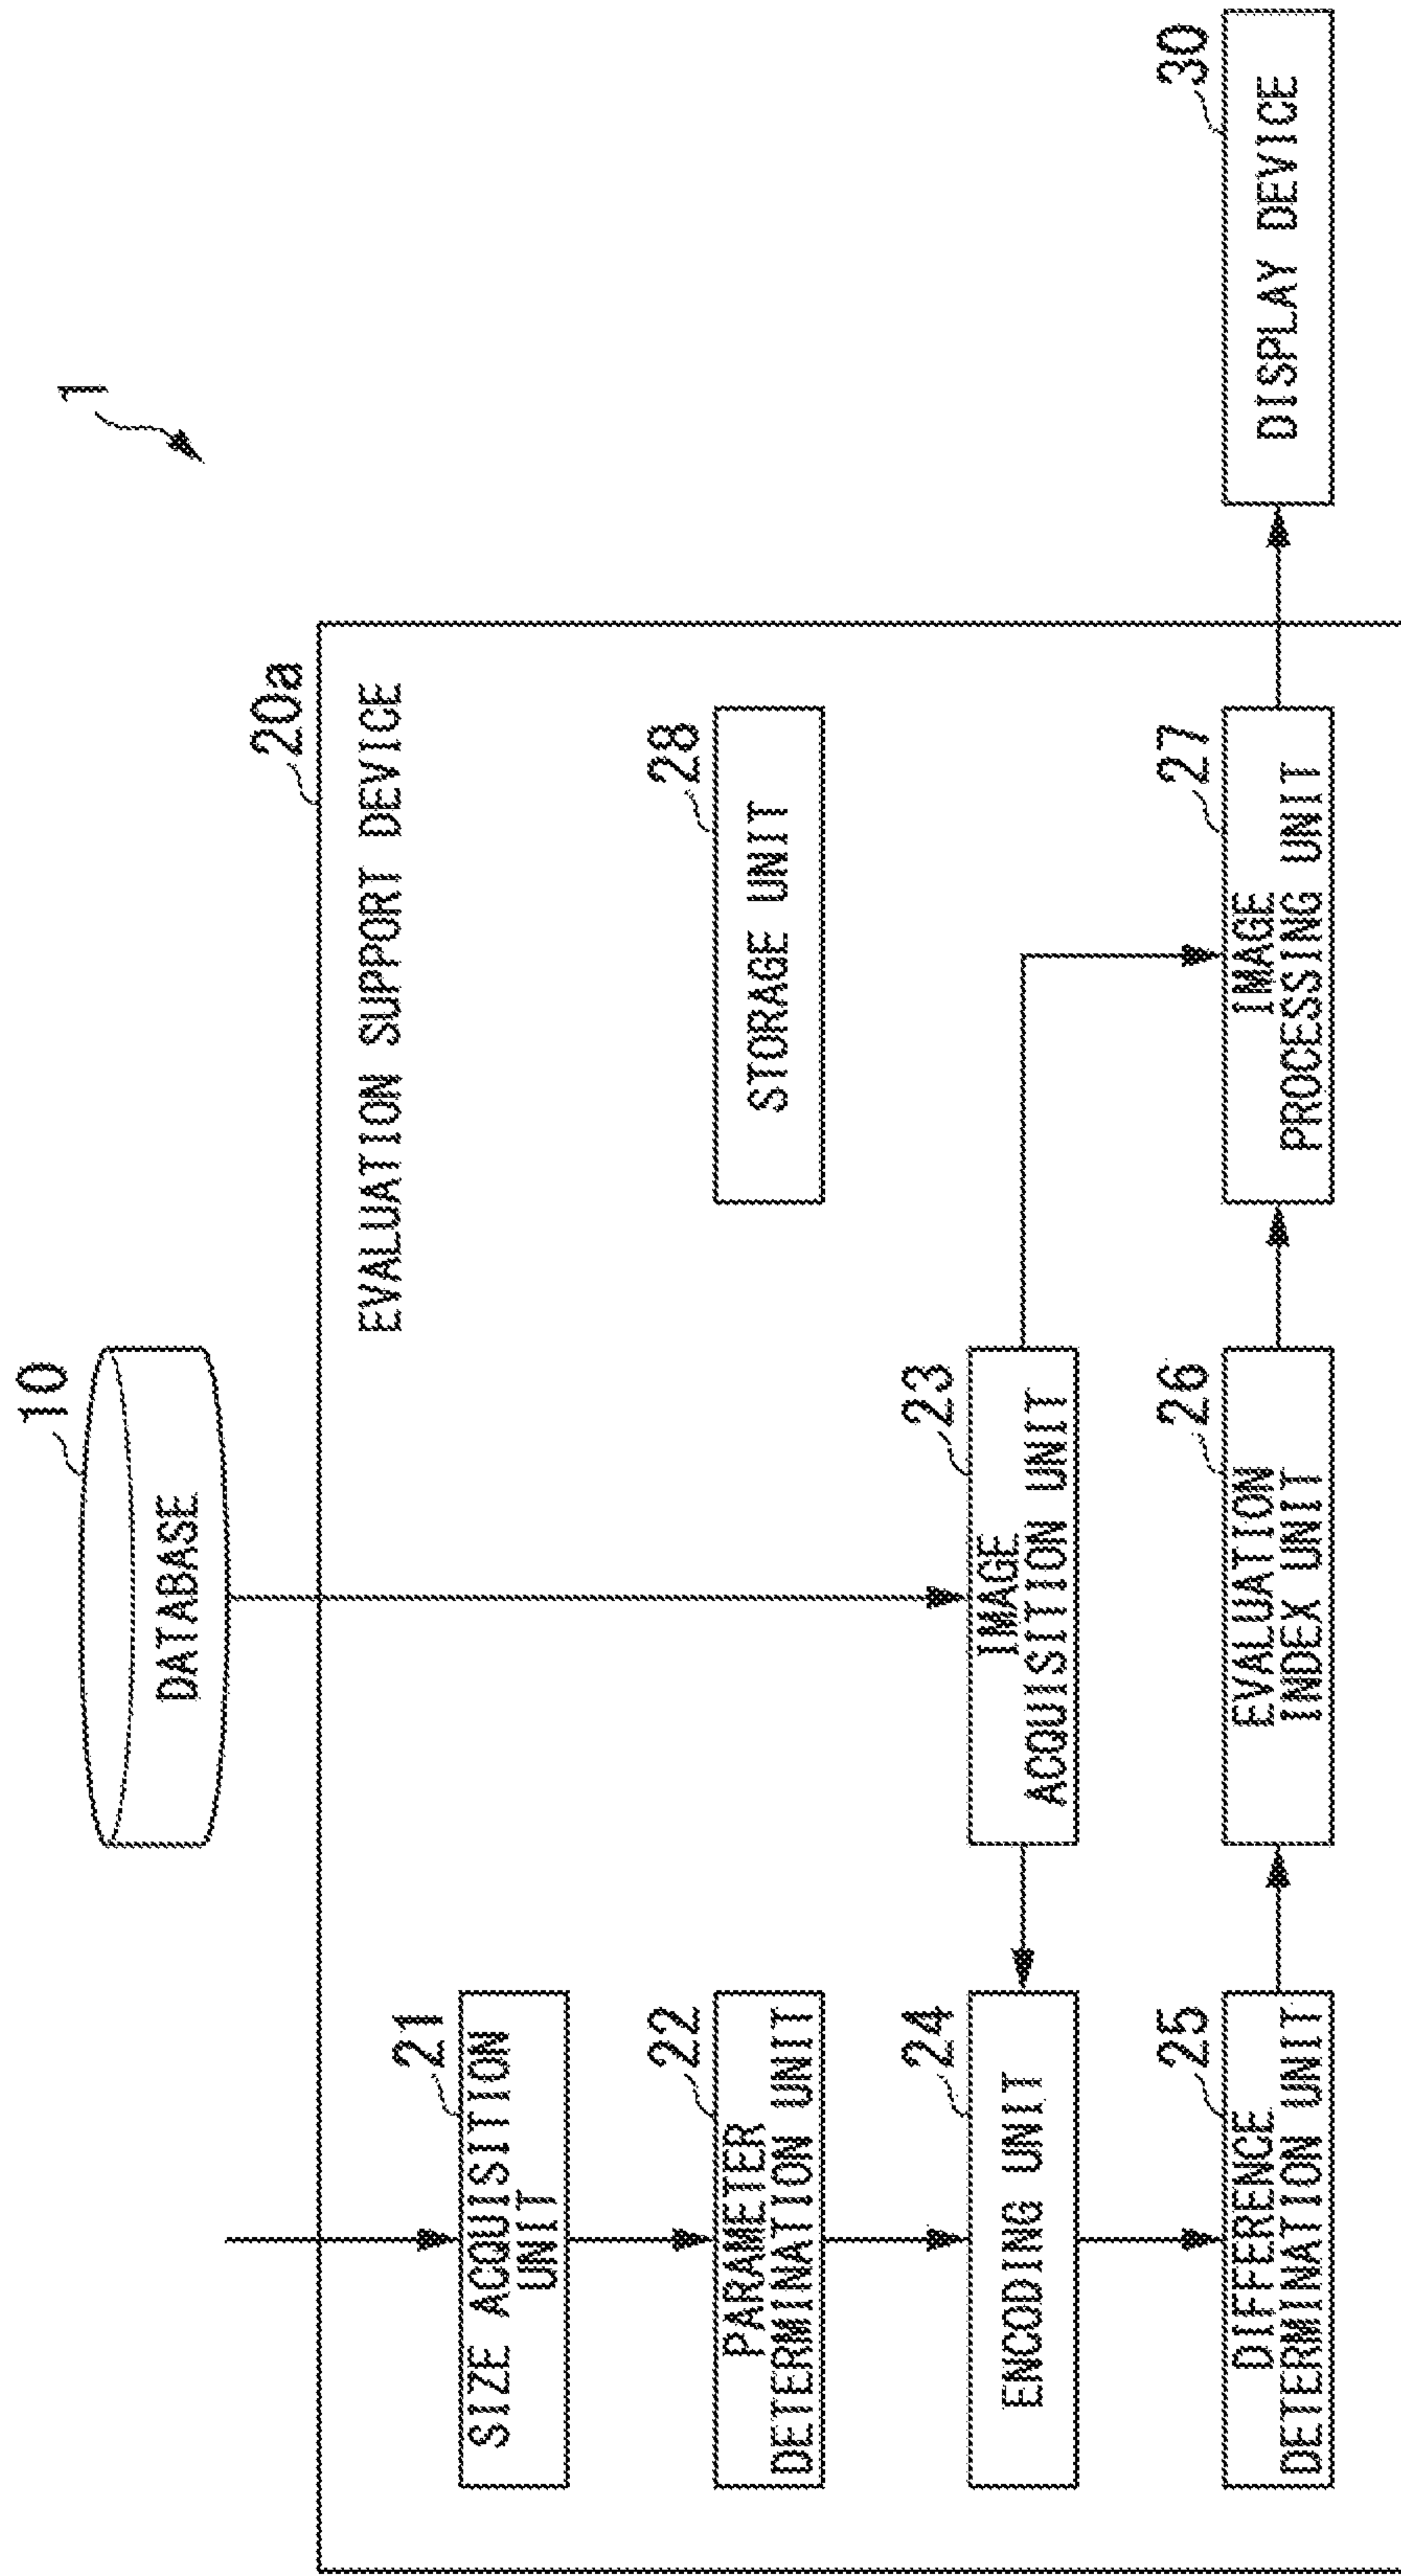 1
10
DATABASE
20a
EVALUATION SUPPORT DEVICE
21
SIZE ACQUISITION
UNIT
22
PARAMETER
DETERMINATION UNIT
28
STORAGE UNIT
24
ENCODING UNIT
23
IMAGE
ACQUISITION UNIT
25
DIFFERENCE
DETERMINATION UNIT
26
EVALUATION
INDEX UNIT
27
IMAGE
PROCESSING UNIT
30
DISPLAY DEVICE